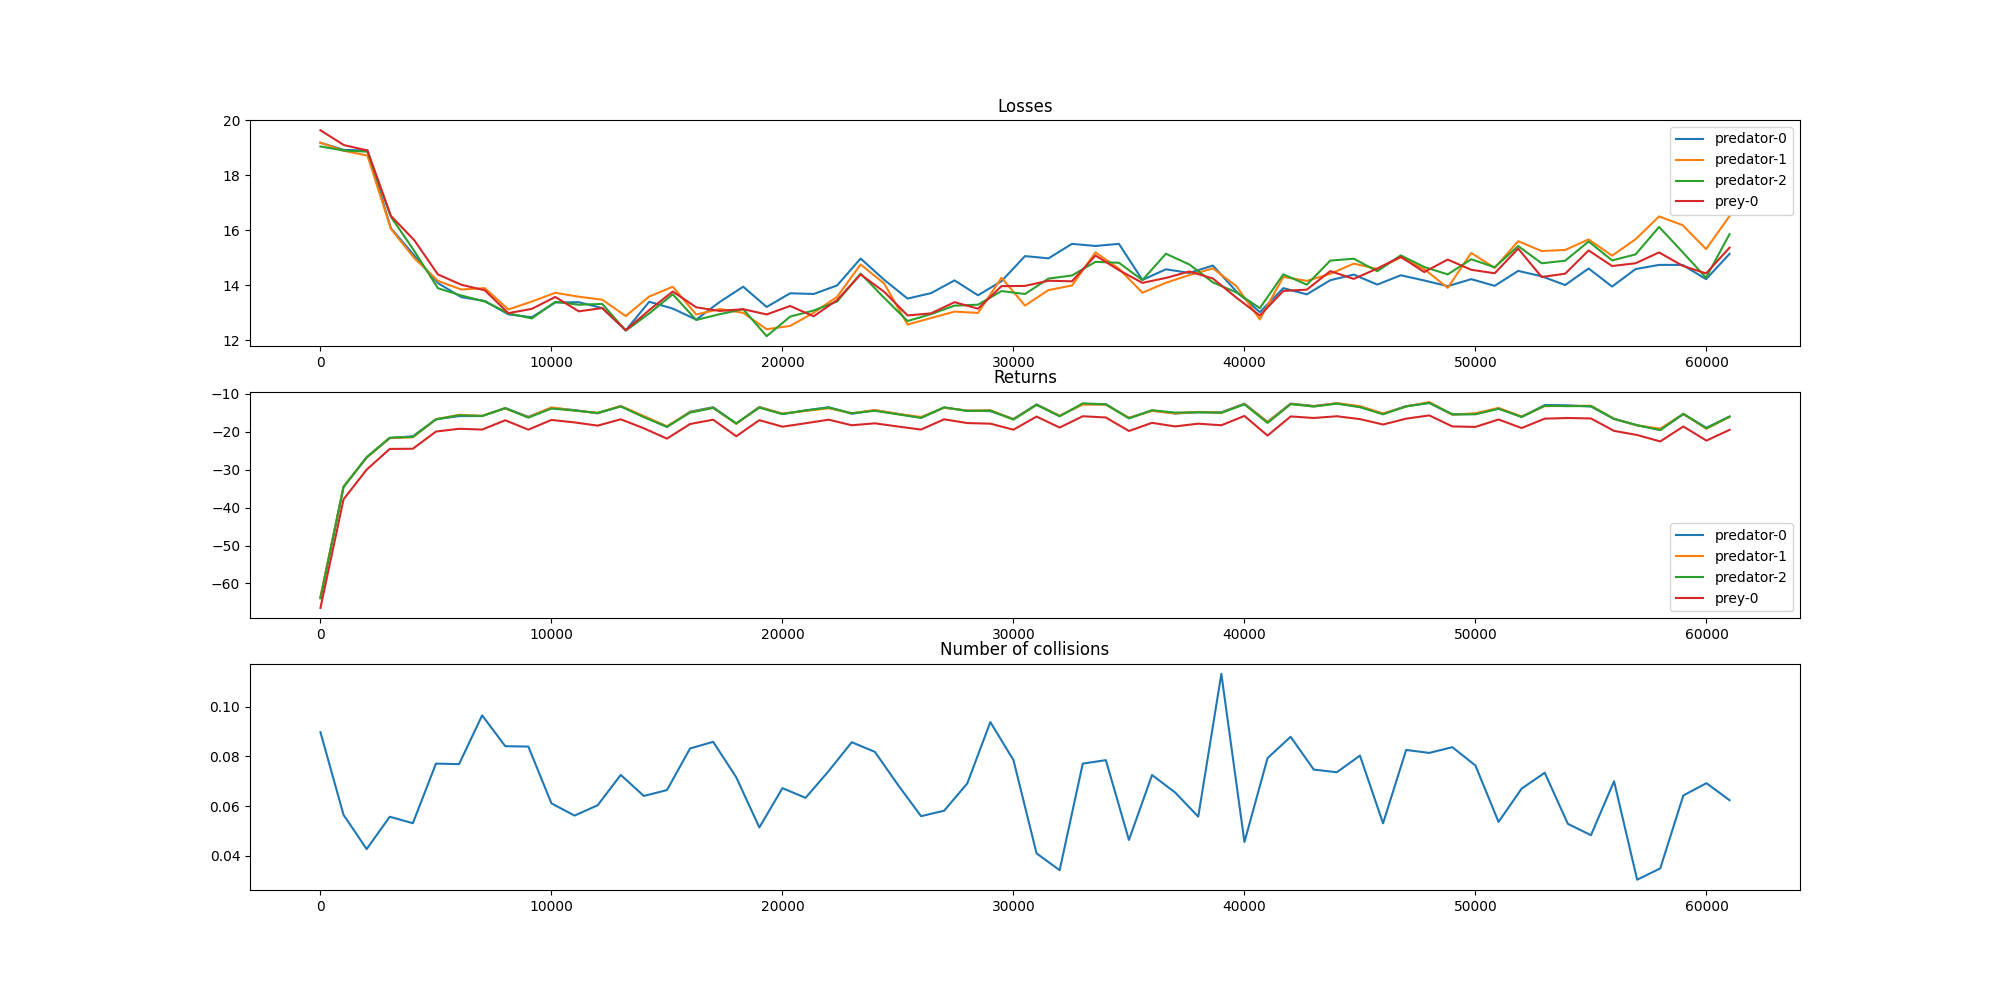 Losses
20
18
16
14
12
predator-0
predator-1
predator-2
prey-0
0 10000 20000 30000 40000 50000 60000
Returns
−10
−20
−30
−40
−50
−60
predator-0
predator-1
predator-2
prey-0
0 10000 20000 30000 40000 50000 60000
Number of collisions
0.10
0.08
0.06
0.04
0 10000 20000 30000 40000 50000 60000